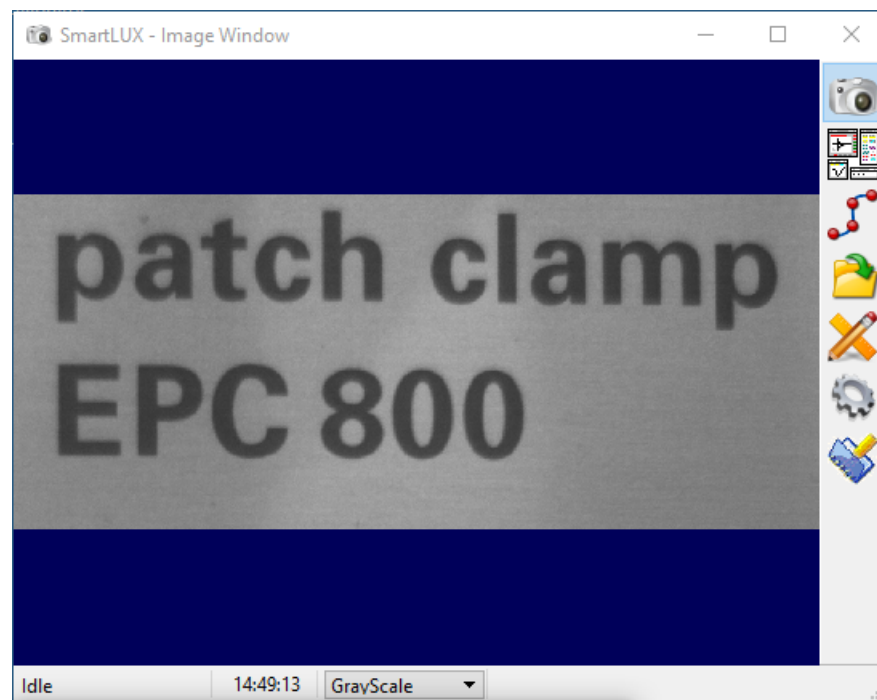 SmartLUX - Image Window
patch clamp
EPC 800
Idle
14:49:13
GrayScale